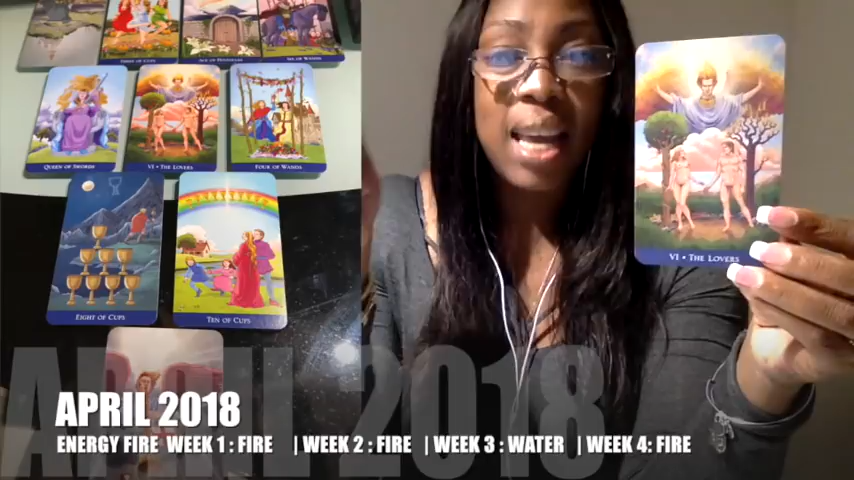 THREE OF CUPS
ACE OF PENTACLES
SIX OF WANDS
QUEEN OF SWORDS
VI • THE LOVERS
FOUR OF WANDS
VI • THE LOVERS
EIGHT OF CUPS
TEN OF CUPS
APRIL 2018
APRIL 2018
ENERGY FIRE WEEK 1 : FIRE | WEEK 2 : FIRE | WEEK 3 : WATER | WEEK 4: FIRE